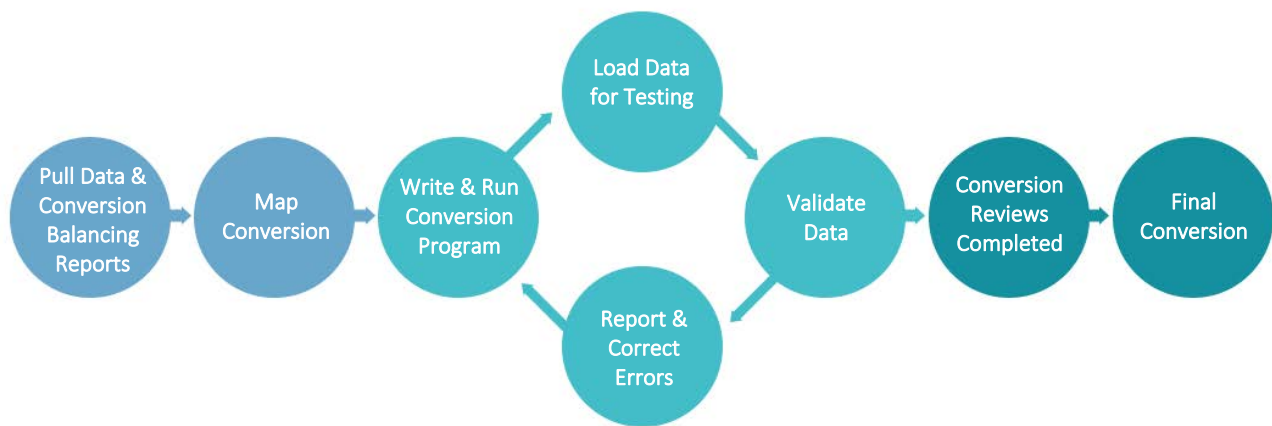 Pull Data &
Conversion
Balancing
Reports
Map
Conversion
Write & Run
Conversion
Program
Load Data
for Testing
Validate
Data
Report &
Correct
Errors
Conversion
Reviews
Completed
Final
Conversion